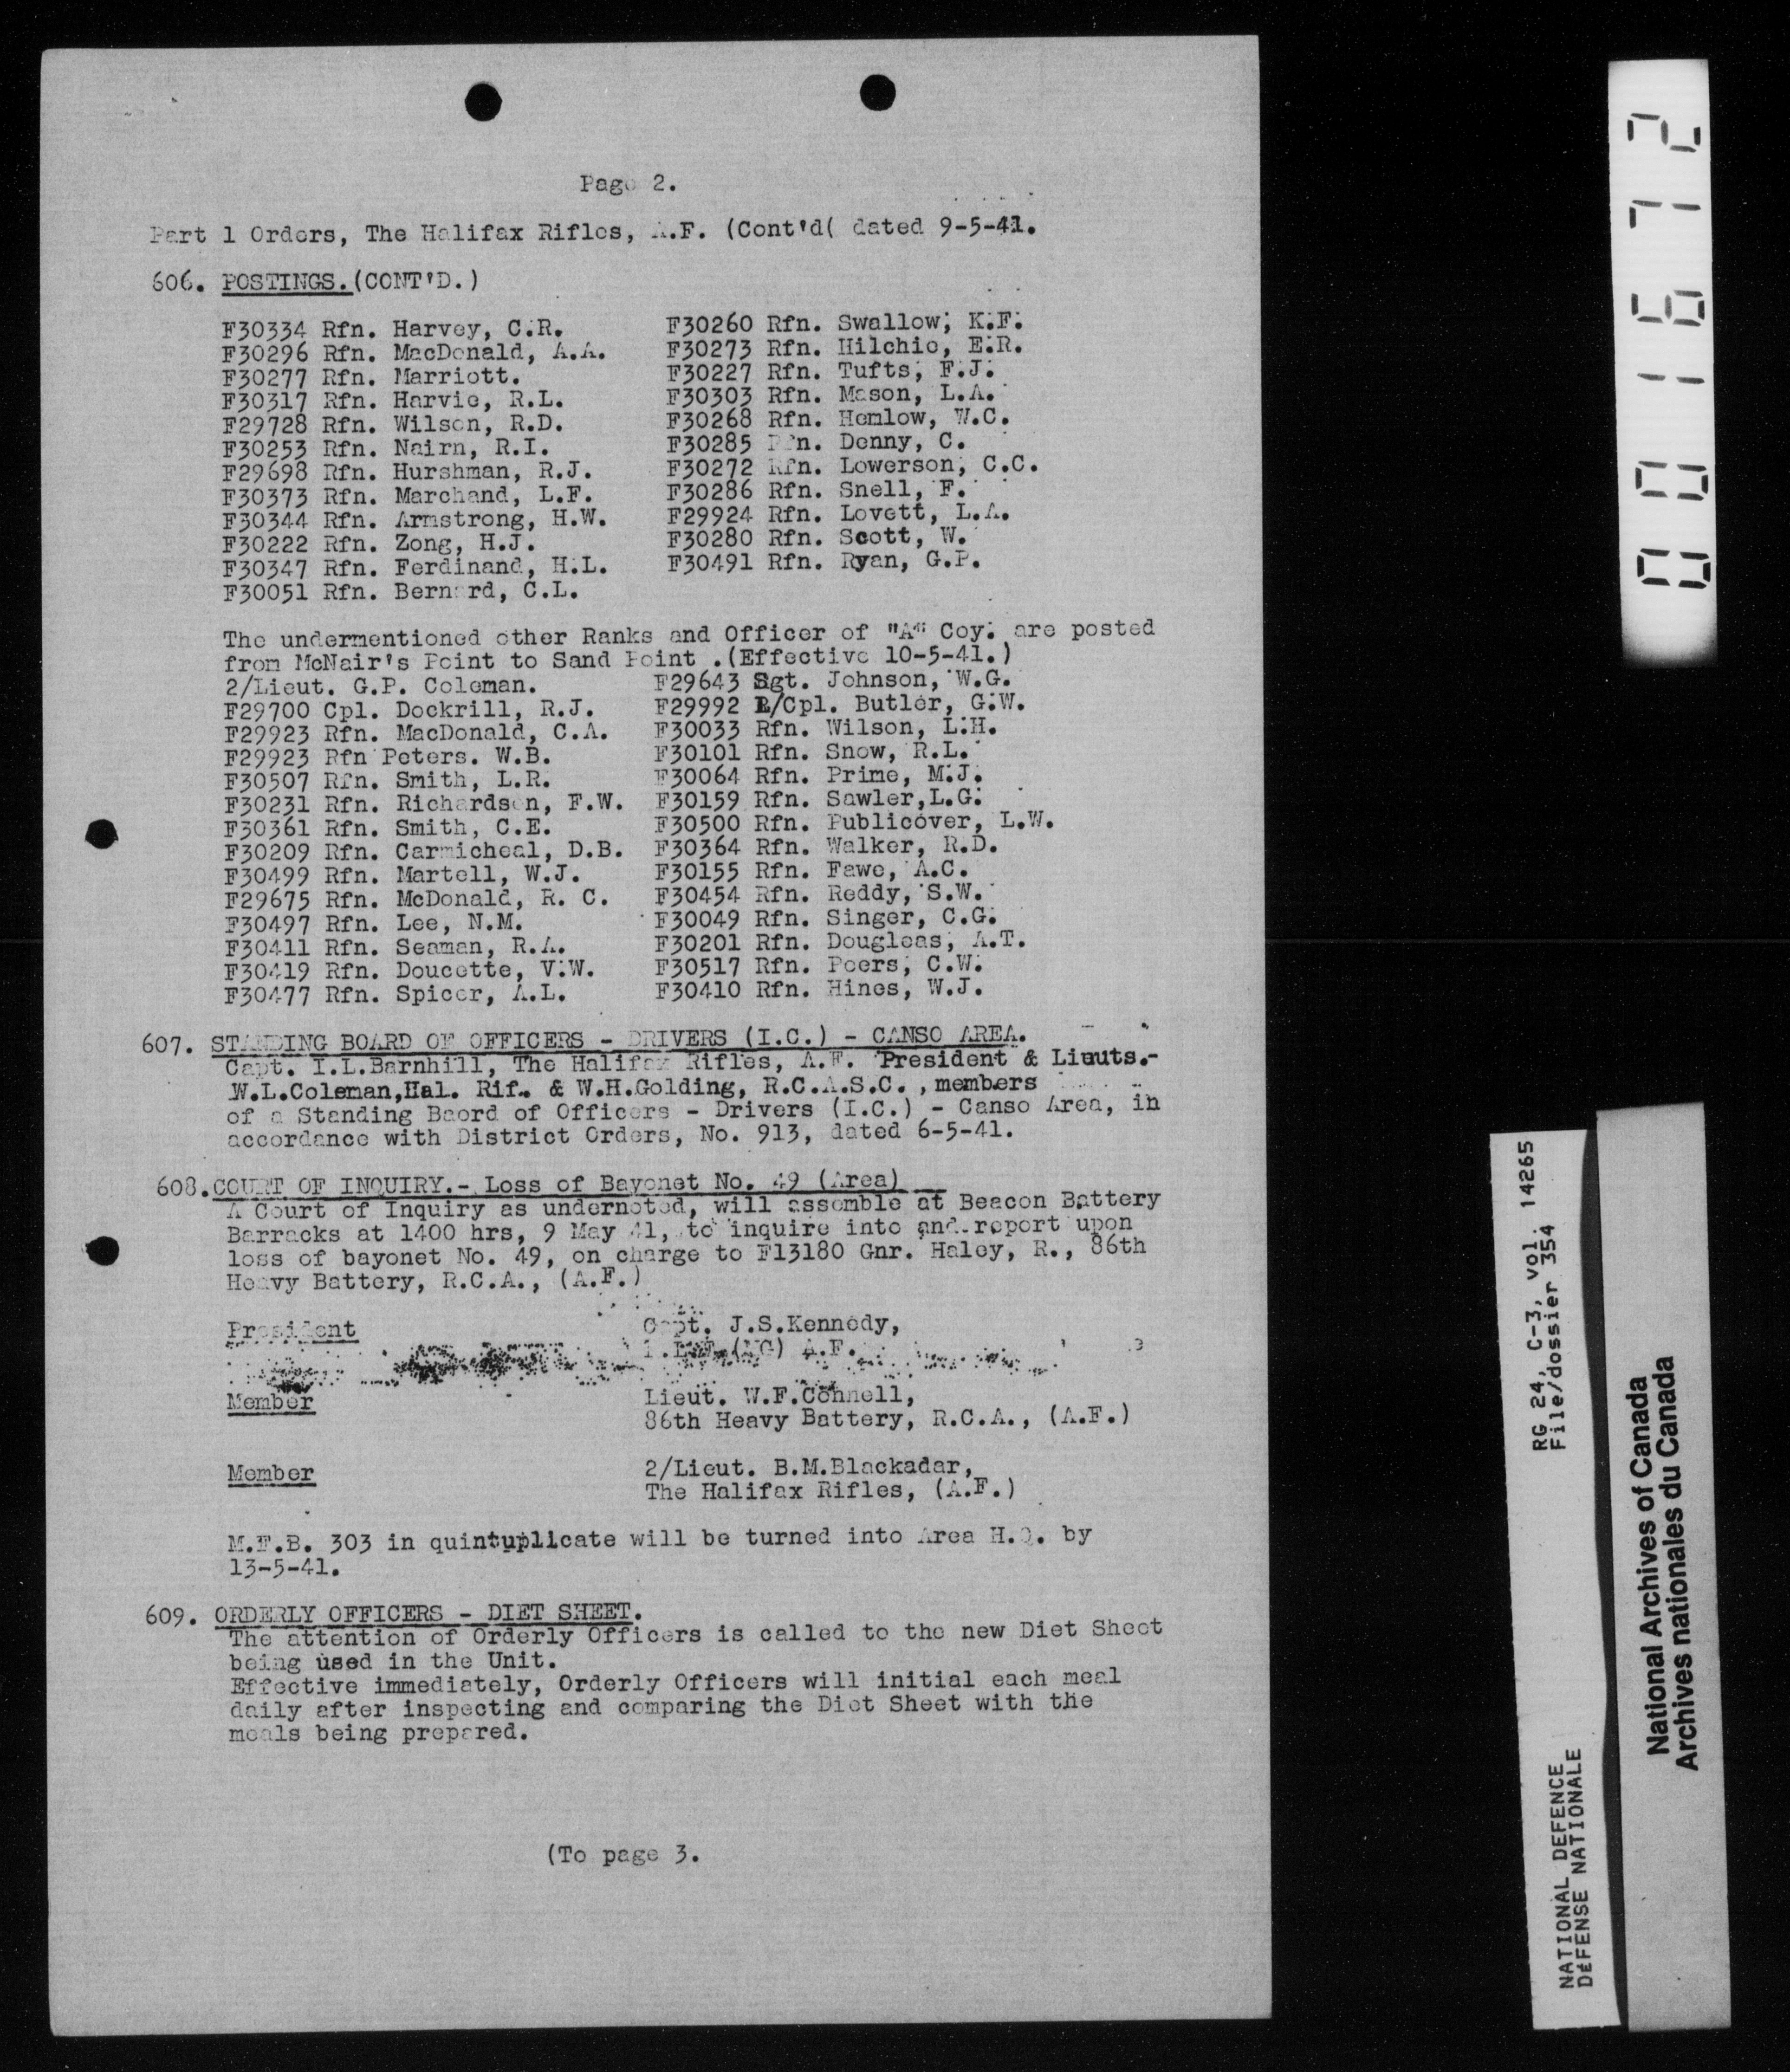 Page 2.
Part 1 Orders, The Halifax Rifles, A.F. (Cont'd( dated 9-5-41.
606. POSTINGS.(CONT'D.)
F30334 Rfn. Harvey, C.R. F30260 Rfn. Swallow, K.F.
F30296 Rfn. MacDonald, A.A. F30273 Rfn. Hilchie, E.R.
F30277 Rfn. Marriott. F30227 Rfn. Tufts, F.J.
F30317 Rfn. Harvie, R.L. F30303 Rfn. Mason, L.A.
F29728 Rfn. Wilson, R.D. F30268 Rfn. Hemlow, W.C.
F30253 Rfn. Nairn, R.I. F30285 Rfn. Denny, C.
F29698 Rfn. Hurshman, R.J. F30272 Rfn. Lowerson, C.C.
F30373 Rfn. Marchand, L.F. F30286 Rfn. Snell, F.
F30344 Rfn. Armstrong, H.W. F29924 Rfn. Lovett, L.A.
F30222 Rfn. Zong, H.J. F30280 Rfn. Scott, W.
F30347 Rfn. Ferdinand, H.L. F30491 Rfn. Ryan, G.P.
F30051 Rfn. Bernard, C.L.
The undermentioned other Ranks and Officer of "A" Coy. are posted
from McNair's Point to Sand Point .(Effective 10-5-41.)
2/Lieut. G.P. Coleman. F29643 Sgt. Johnson, W.G.
F29700 Cpl. Dockrill, R.J. F29992 L/Cpl. Butler, G.W.
F29923 Rfn. MacDonald, C.A. F30033 Rfn. Wilson, L.H.
F29923 Rfn Peters. W.B. F30101 Rfn. Snow, R.L.
F30507 Rfn. Smith, L.R. F30064 Rfn. Prime, M.J.
F30231 Rfn. Richardson, F.W. F30159 Rfn. Sawler,L.G.
F30361 Rfn. Smith, C.E. F30500 Rfn. Publicover, L.W.
F30209 Rfn. Carmicheal, D.B. F30364 Rfn. Walker, R.D.
F30499 Rfn. Martell, W.J. F30155 Rfn. Fawe, A.C.
F29675 Rfn. McDonald, R. C. F30454 Rfn. Reddy, S.W.
F30497 Rfn. Lee, N.M. F30049 Rfn. Singer, C.G.
F30411 Rfn. Seaman, R.A. F30201 Rfn. Dougleas, A.T.
F30419 Rfn. Doucette, V.W. F30517 Rfn. Peers, C.W.
F30477 Rfn. Spicer, A.L. F30410 Rfn. Hines, W.J.
607. STANDING BOARD OF OFFICERS - DRIVERS (I.C.) - CANSO AREA.
Capt. I.L.Barnhill, The Halifax Rifles, A.F. President & Lieuts.-
W.L.Coleman,Hal. Rif. & W.H.Golding, R.C.A.S.C., members
of a Standing Baord of Officers - Drivers (I.C.) - Canso Area, in
accordance with District Orders, No. 913, dated 6-5-41.
608.COURT OF INQUIRY.- Loss of Bayonet No. 49 (Area)
A Court of Inquiry as undernoted, will assemble at Beacon Battery
Barracks at 1400 hrs, 9 May 41, to inquire into and report upon
loss of bayonet No. 49, on charge to F13180 Gnr. Haley, R., 86th
Heavy Battery, R.C.A., (A.F.)
President Capt. J.S.Kennedy,
(MG) A.F.
Member Lieut. W.F.Connell,
86th Heavy Battery, R.C.A., (A.F.)
Member 2/Lieut. B.M.Blackadar,
The Halifax Rifles, (A.F.)
M.F.B. 303 in quintuplicate will be turned into Area H.Q. by
13-5-41.
609. ORDERLY OFFICERS - DIET SHEET.
The attention of Orderly Officers is called to the new Diet Sheet
being used in the Unit.
Effective immediately, Orderly Officers will initial each meal
daily after inspecting and comparing the Diet Sheet with the
meals being prepared.
(To page 3.
001672
RG 24, C-3, vol. 14265
File/dossier 354
NATIONAL DEFENCE
DÉFENSE NATIONALE
National Archives of Canada
Archives nationales du Canada